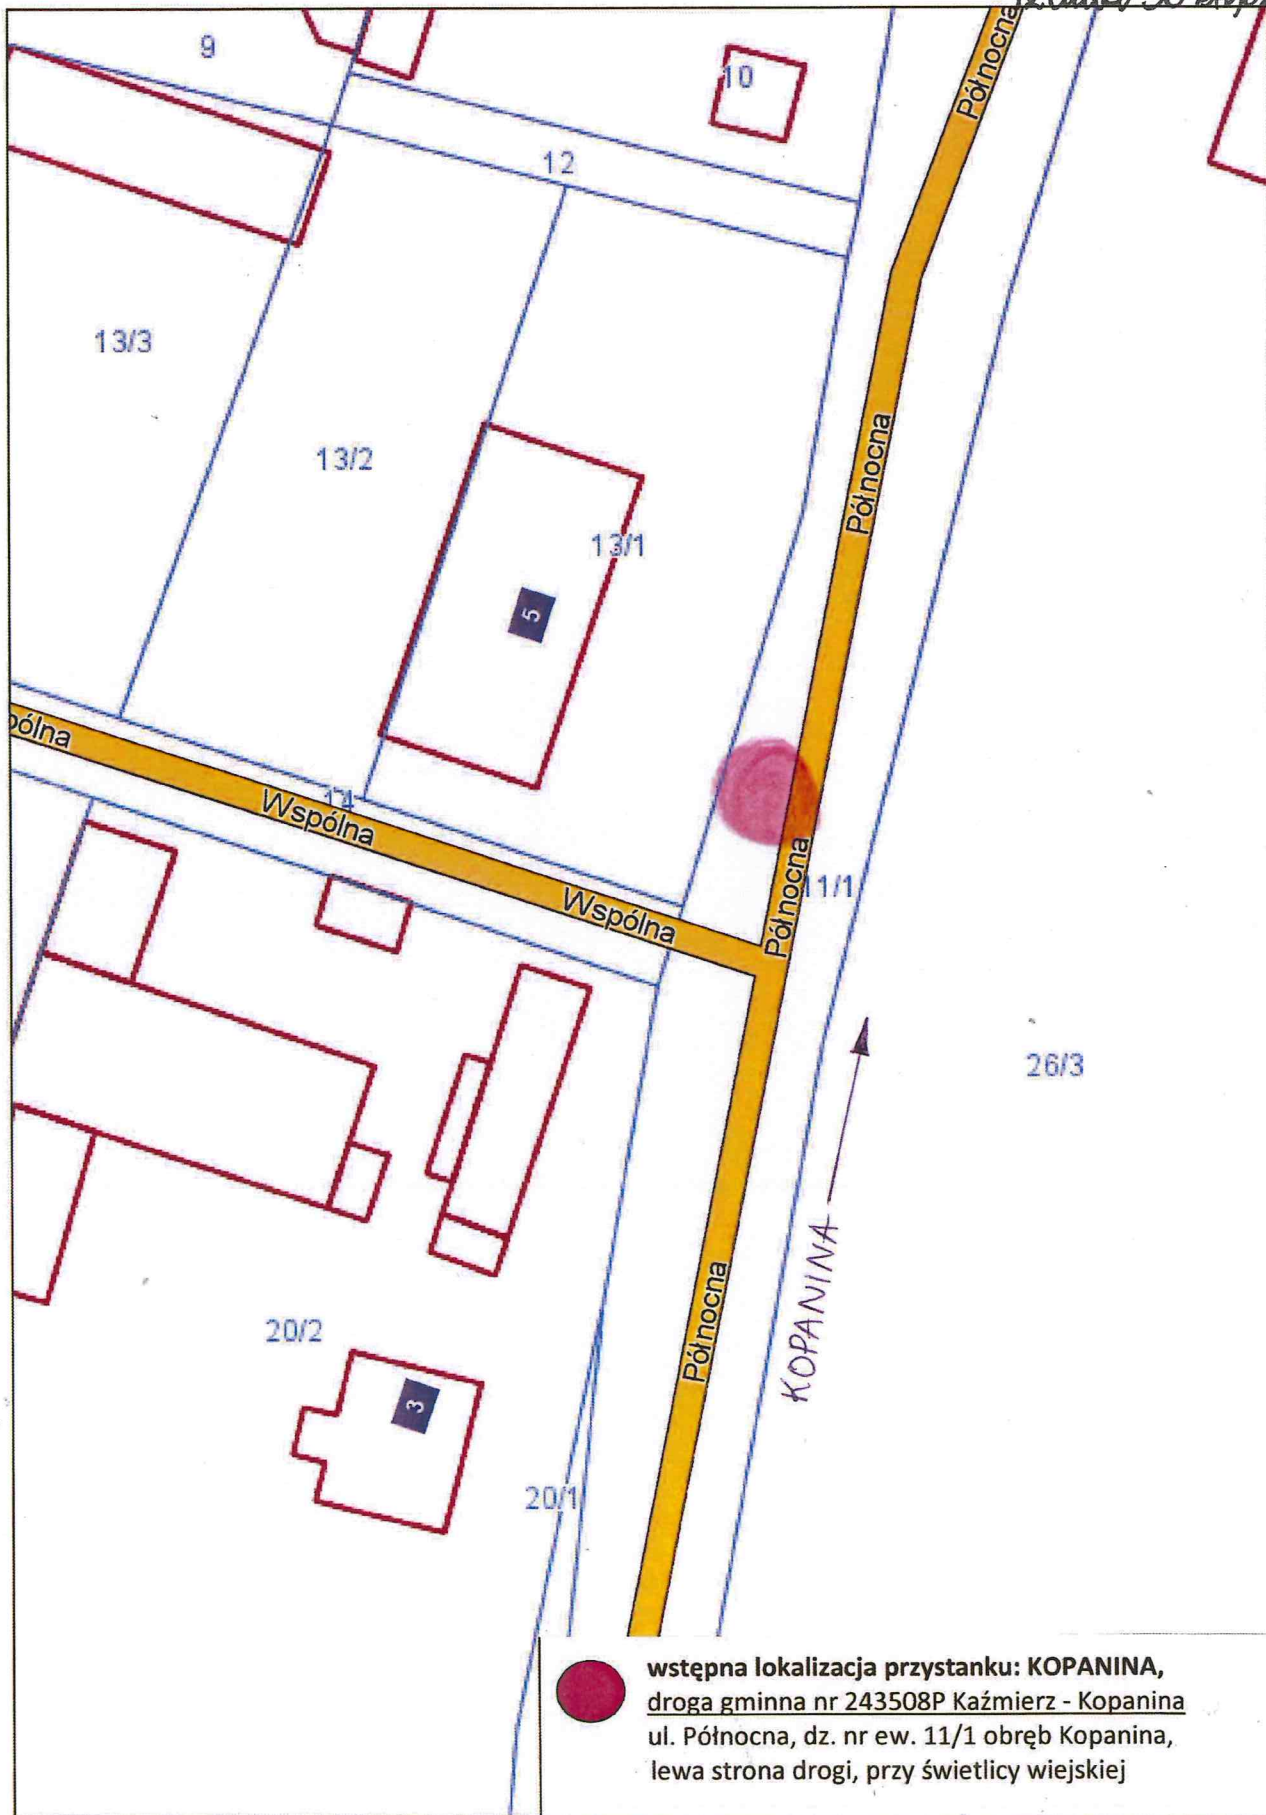 9
10
Północna
12
13/3
13/2
Północna
13/1
5
ólna
14
Wspólna
Wspólna
Północna
11/1
26/3
KOPANINA
20/2
Północna
3
20/1
wstępna lokalizacja przystanku: KOPANINA,
droga gminna nr 243508P Kaźmierz - Kopanina
ul. Północna, dz. nr ew. 11/1 obręb Kopanina,
lewa strona drogi, przy świetlicy wiejskiej